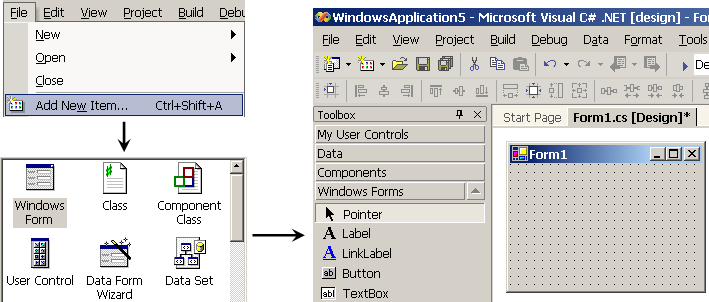 File Edit View Project Build Debu
New
Open
Close
Add New Item... Ctrl+Shift+A
Windows Form
Class
Component Class
User Control
Data Form Wizard
Data Set
WindowsApplication5 - Microsoft Visual C# .NET [design] - Fo
File Edit View Project Build Debug Data Format Tools
De
Toolbox
My User Controls
Data
Components
Windows Forms
Pointer
Label
LinkLabel
Button
TextBox
Start Page Form1.cs [Design]*
Form1